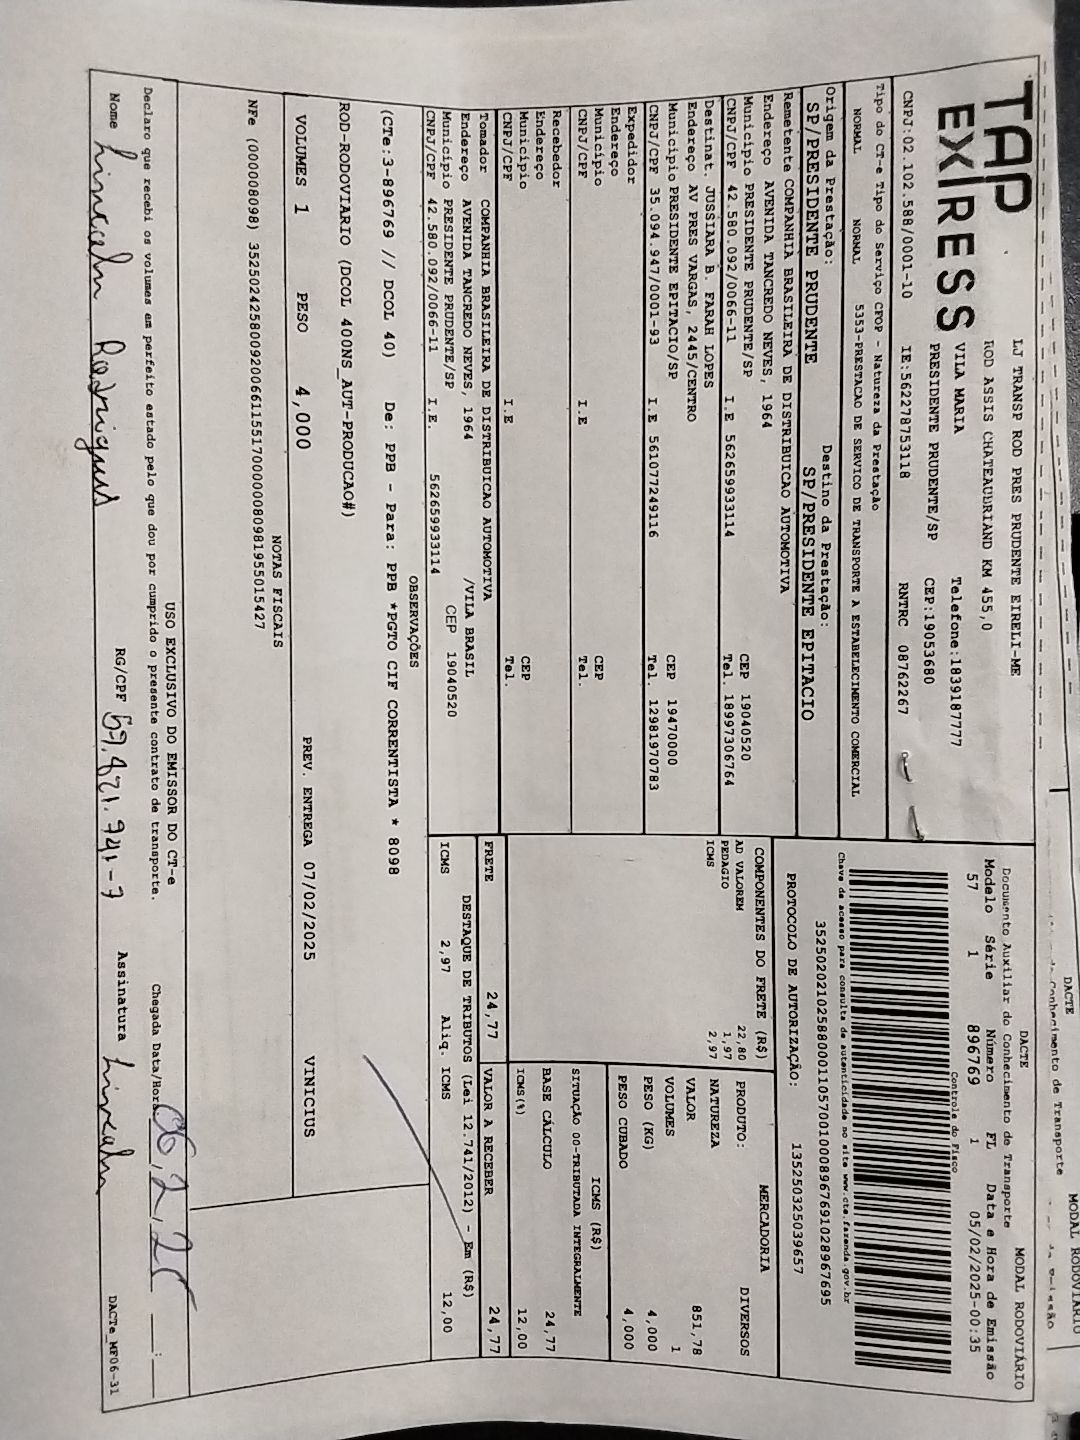 TAP EXPRESS
LJ TRANSP ROD PRES PRUDENTE EIRELI-ME
ROD ASSIS CHATEAUBRIAND KM 455,0
VILA MARIA Telefone:1839187777
PRESIDENTE PRUDENTE/SP CEP:19053680
CNPJ:02.102.588/0001-10 IE:562278753118 RNTRC 08762267
DACTE MODAL RODOVIÁRIO
Documento Auxiliar do Conhecimento de Transporte
Modelo Série Número FL Data e Hora de Emissão
57 1 896769 1 05/02/2025-00:35
Controle do Fisco
Chave de acesso para consulta de autenticidade no site www.cte.fazenda.gov.br
35250202102588000110570010008967691028967695
PROTOCOLO DE AUTORIZAÇÃO: 135250325039657
Tipo do CT-e Tipo do Serviço CFOP - Natureza da Prestação
NORMAL NORMAL 5353-PRESTACAO DE SERVICO DE TRANSPORTE A ESTABELECIMENTO COMERCIAL
Origem da Prestação: Destino da Prestação:
SP/PRESIDENTE PRUDENTE SP/PRESIDENTE EPITACIO
Remetente COMPANHIA BRASILEIRA DE DISTRIBUICAO AUTOMOTIVA
Endereço AVENIDA TANCREDO NEVES, 1964
Município PRESIDENTE PRUDENTE/SP CEP 19040520
CNPJ/CPF 42.580.092/0066-11 I.E 562659933114 Tel. 18997306764
Destinat. JUSSIARA B. FARAH LOPES
Endereço AV PRES VARGAS, 2445/CENTRO
Município PRESIDENTE EPITACIO/SP CEP 19470000
CNPJ/CPF 35.094.947/0001-93 I.E 561077249116 Tel. 12981970783
Expedidor
Endereço
Município CEP
CNPJ/CPF I.E Tel.
Recebedor
Endereço
Município CEP
CNPJ/CPF I.E Tel.
Tomador COMPANHIA BRASILEIRA DE DISTRIBUICAO AUTOMOTIVA
Endereço AVENIDA TANCREDO NEVES, 1964 /VILA BRASIL
Município PRESIDENTE PRUDENTE/SP CEP 19040520
CNPJ/CPF 42.580.092/0066-11 I.E. 562659933114
COMPONENTES DO FRETE (R$)
AD VALOREM 22,80
PEDAGIO 1,97
ICMS 2,97
MERCADORIA
PRODUTO: DIVERSOS
NATUREZA
VALOR 851,78
VOLUMES 1
PESO (KG) 4,000
PESO CUBADO 4,000
ICMS (R$)
SITUAÇÃO 00-TRIBUTADA INTEGRALMENTE
BASE CÁLCULO 24,77
ICMS(%) 12,00
FRETE 24,77 VALOR A RECEBER 24,77
DESTAQUE DE TRIBUTOS (Lei 12.741/2012) - Em (R$)
ICMS 2,97 Aliq. ICMS 12,00
OBSERVAÇÕES
(CTe:3-896769 // DCOL 40) De: PPB - Para: PPB *PGTO CIF CORRENTISTA * 8098
ROD-RODOVIARIO (DCOL 400NS_AUT-PRODUCAO#)
VOLUMES 1 PESO 4,000 PREV. ENTREGA 07/02/2025 VINICIUS
NOTAS FISCAIS
NFe (000008098) 35250242580092006611551700000080981955015427
USO EXCLUSIVO DO EMISSOR DO CT-e
Declaro que recebi os volumes em perfeito estado pelo que dou por cumprido o presente contrato de transporte. Chegada Data/Hora 06,2,25 :
Nome Lincoln Rodrigues RG/CPF 59.821.941-7 Assinatura Lincoln
DACTe_MF06-31
DACTE MODAL RODOVIÁRIO